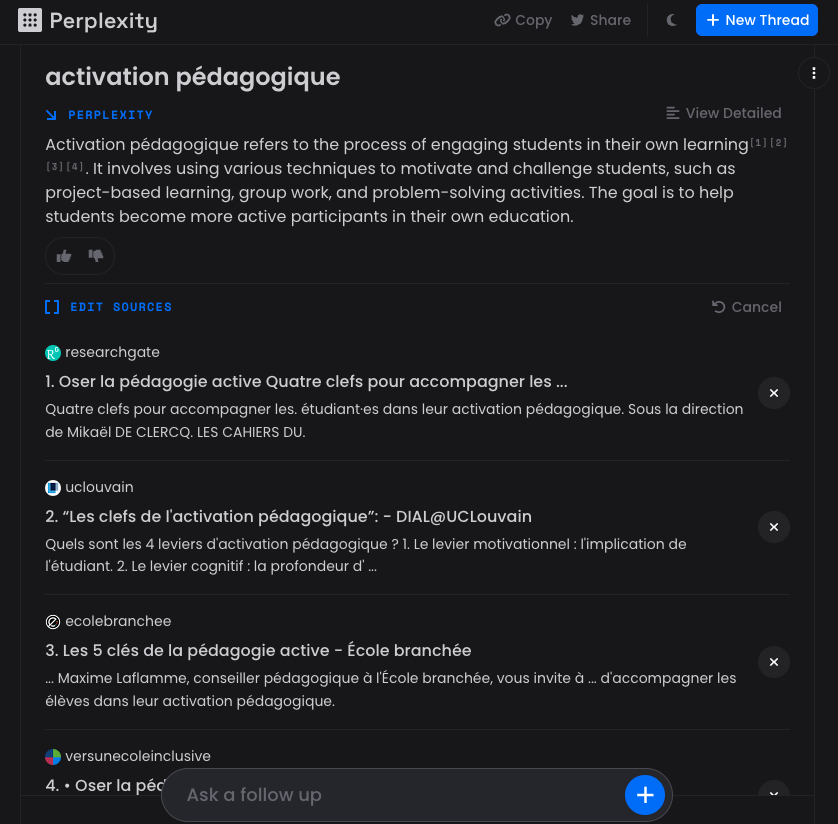 Perplexity
Copy
Share
New Thread
activation pédagogique
PERPLEXITY
View Detailed
Activation pédagogique refers to the process of engaging students in their own learning[1][2]
[3][4]. It involves using various techniques to motivate and challenge students, such as
project-based learning, group work, and problem-solving activities. The goal is to help
students become more active participants in their own education.
EDIT SOURCES
Cancel
researchgate
1. Oser la pédagogie active Quatre clefs pour accompagner les ...
Quatre clefs pour accompagner les. étudiant·es dans leur activation pédagogique. Sous la direction
de Mikaël DE CLERCQ. LES CAHIERS DU.
uclouvain
2. “Les clefs de l'activation pédagogique”: - DIAL@UCLouvain
Quels sont les 4 leviers d'activation pédagogique ? 1. Le levier motivationnel : l'implication de
l'étudiant. 2. Le levier cognitif : la profondeur d' ...
ecolebranchee
3. Les 5 clés de la pédagogie active - École branchée
... Maxime Laflamme, conseiller pédagogique à l'École branchée, vous invite à ... d'accompagner les
élèves dans leur activation pédagogique.
versunecoleinclusive
4. • Oser la
Ask a follow up